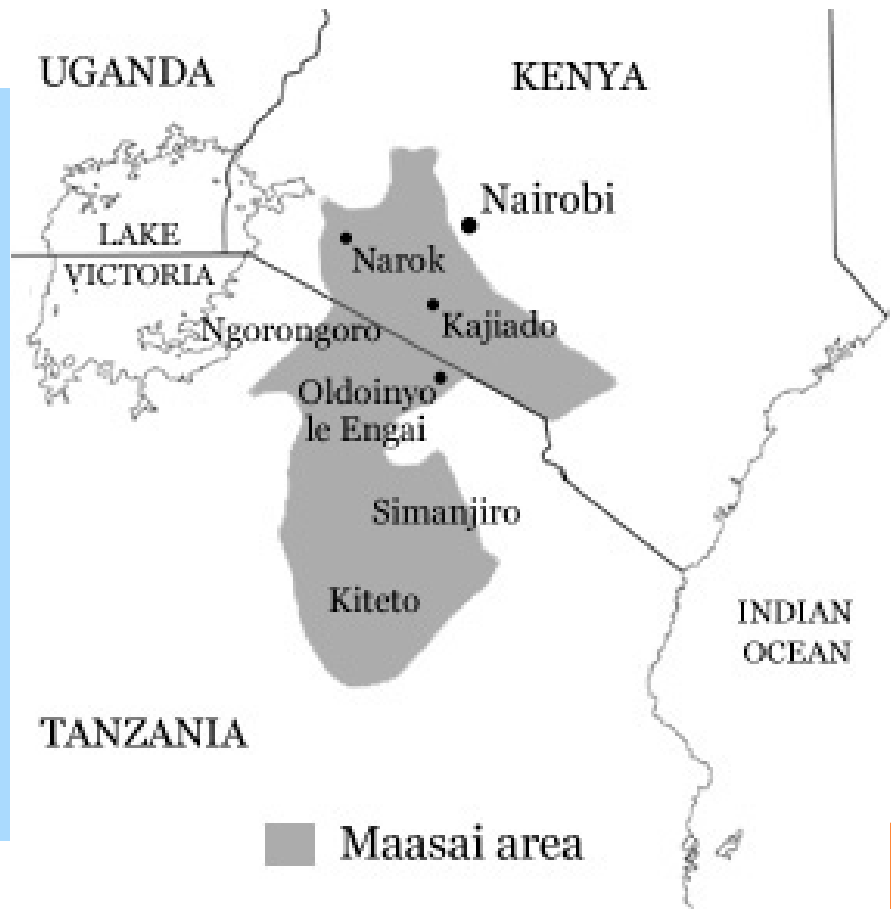 UGANDA
KENYA
Nairobi
LAKE
VICTORIA
Narok
Ngorongoro
Kajiado
Oldoinyo
le Engai
Simanjiro
Kiteto
INDIAN
OCEAN
TANZANIA
Maasai area